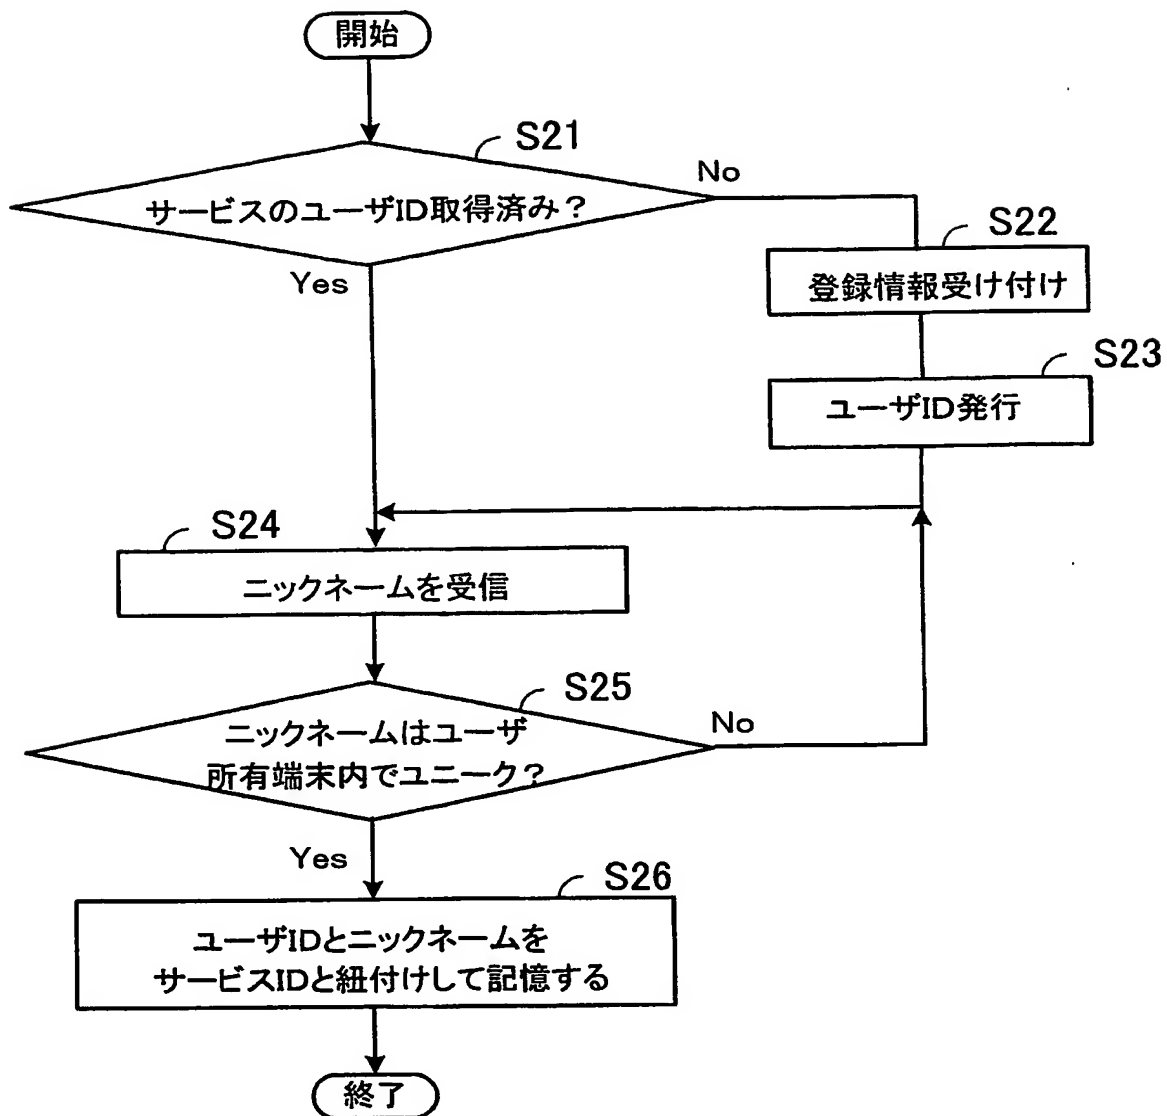 開始
S21
サービスのユーザID取得済み？
No
Yes
S22
登録情報受け付け
S23
ユーザID発行
S24
ニックネームを受信
S25
ニックネームはユーザ
所有端末内でユニーク？
No
Yes
S26
ユーザIDとニックネームを
サービスIDと紐付けして記憶する
終了